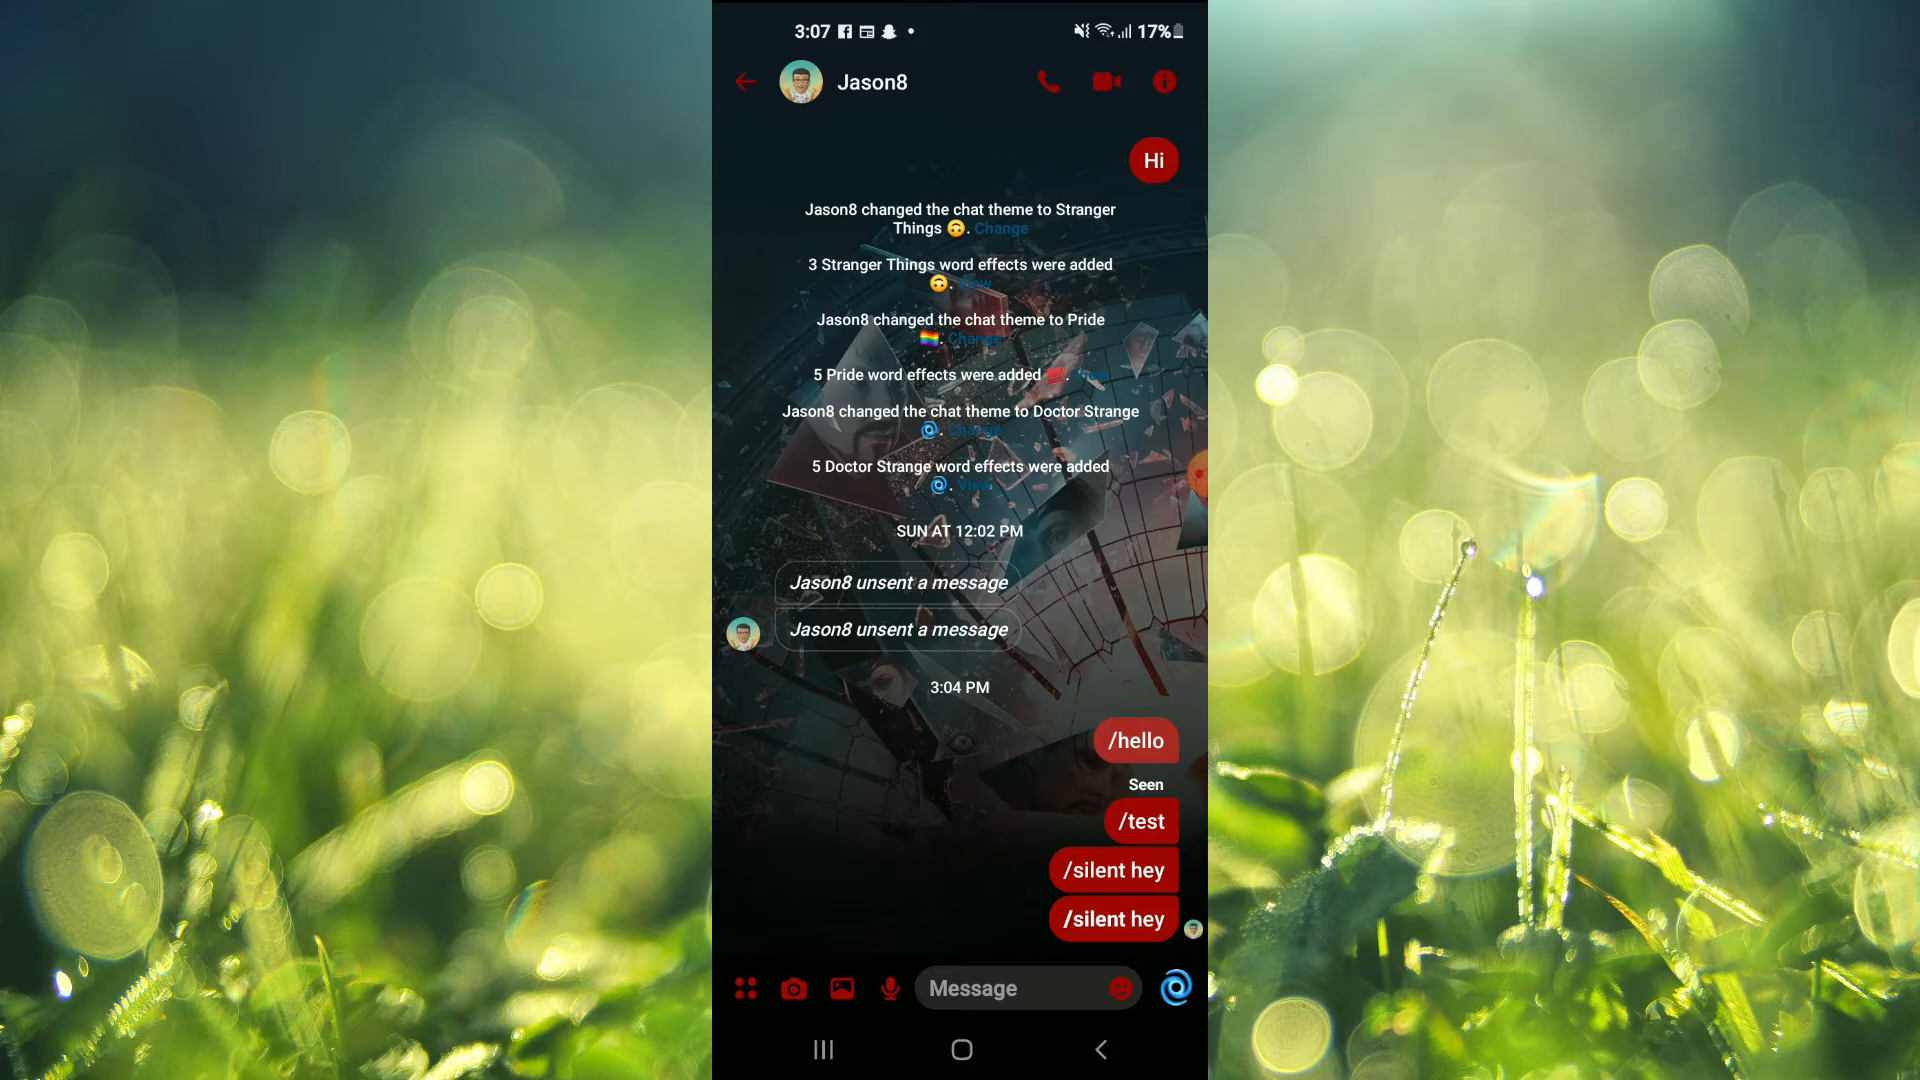 3:07
17%
Jason8
Hi
Jason8 changed the chat theme to Stranger
Things 🙃. Change
3 Stranger Things word effects were added
🙃. View
Jason8 changed the chat theme to Pride
🏳️‍🌈. Change
5 Pride word effects were added 💯. View
Jason8 changed the chat theme to Doctor Strange
🌀. Change
5 Doctor Strange word effects were added
🌀. View
SUN AT 12:02 PM
Jason8 unsent a message
Jason8 unsent a message
3:04 PM
/hello
Seen
/test
/silent hey
/silent hey
Message